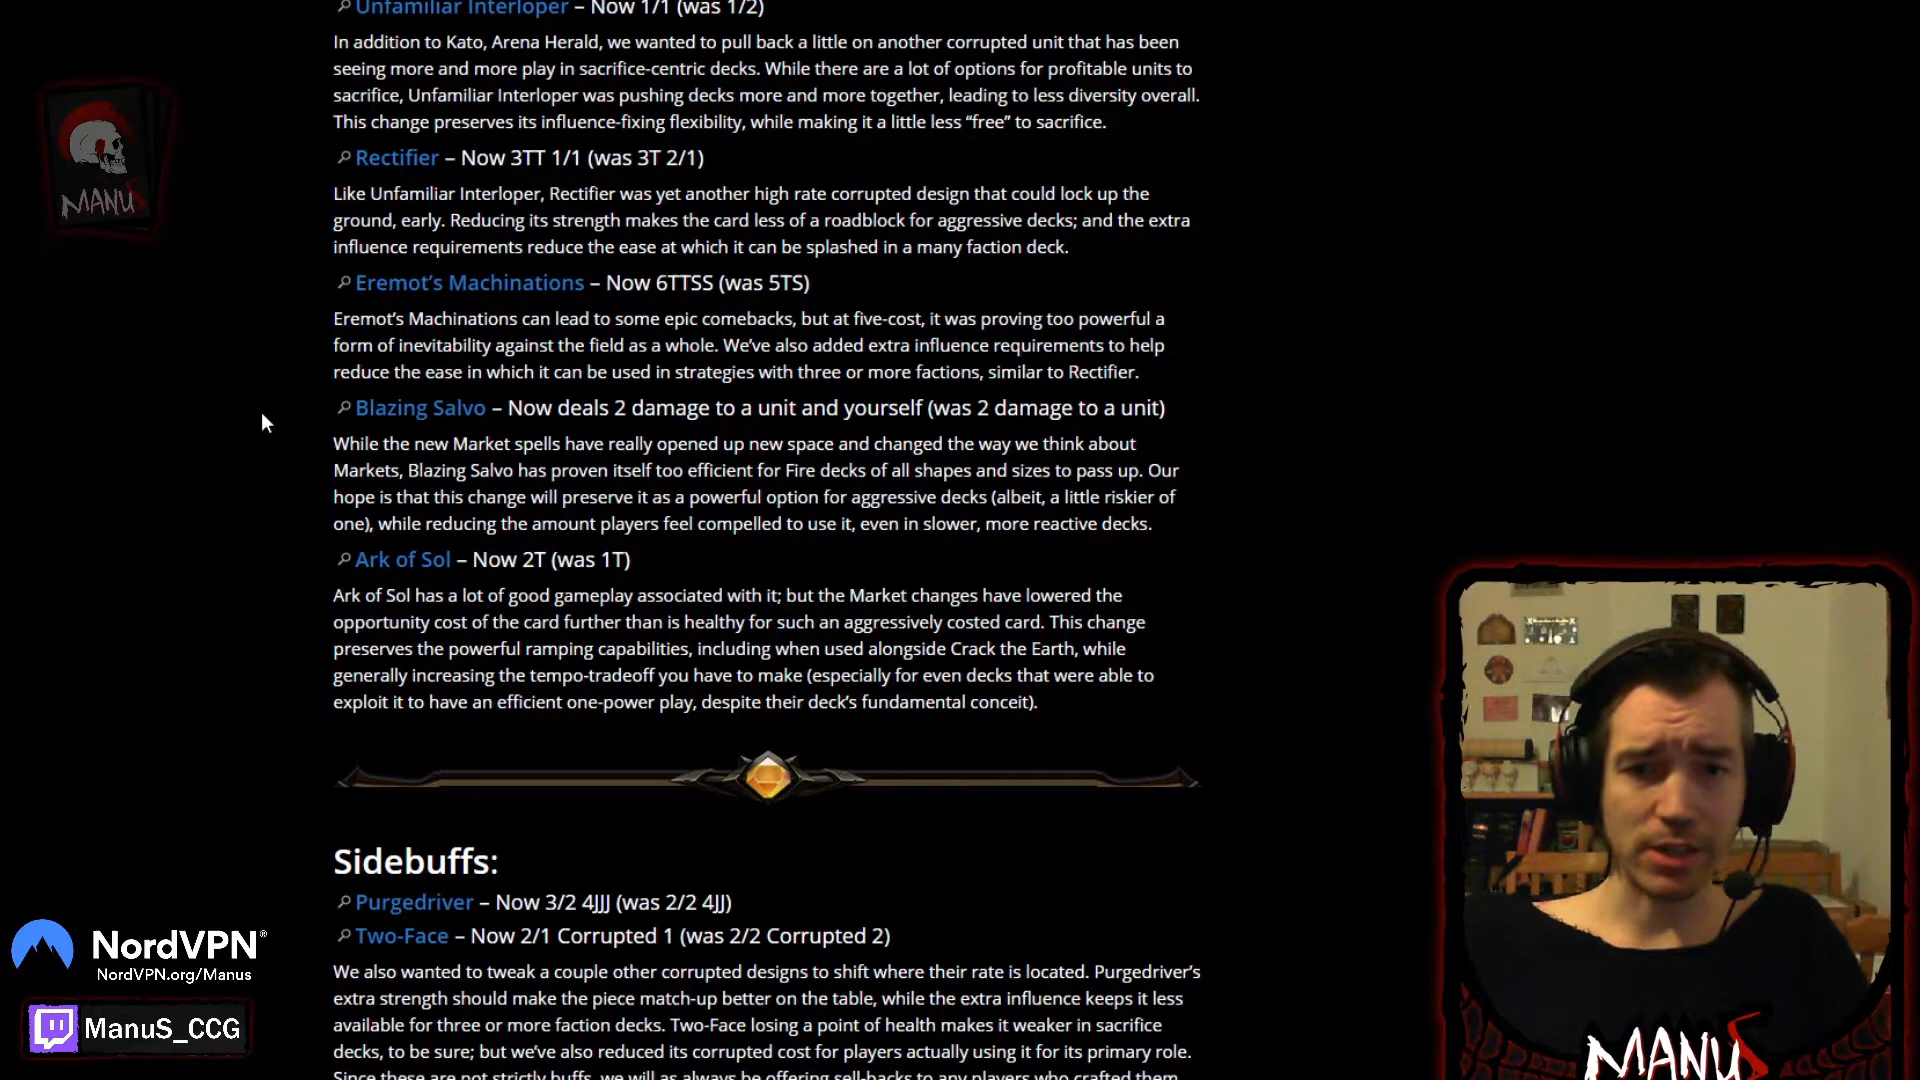 Unfamiliar Interloper – Now 1/1 (was 1/2)
In addition to Kato, Arena Herald, we wanted to pull back a little on another corrupted unit that has been
seeing more and more play in sacrifice-centric decks. While there are a lot of options for profitable units to
sacrifice, Unfamiliar Interloper was pushing decks more and more together, leading to less diversity overall.
This change preserves its influence-fixing flexibility, while making it a little less “free” to sacrifice.
Rectifier – Now 3TT 1/1 (was 3T 2/1)
Like Unfamiliar Interloper, Rectifier was yet another high rate corrupted design that could lock up the
ground, early. Reducing its strength makes the card less of a roadblock for aggressive decks; and the extra
influence requirements reduce the ease at which it can be splashed in a many faction deck.
Eremot’s Machinations – Now 6TTSS (was 5TS)
Eremot’s Machinations can lead to some epic comebacks, but at five-cost, it was proving too powerful a
form of inevitability against the field as a whole. We’ve also added extra influence requirements to help
reduce the ease in which it can be used in strategies with three or more factions, similar to Rectifier.
Blazing Salvo – Now deals 2 damage to a unit and yourself (was 2 damage to a unit)
While the new Market spells have really opened up new space and changed the way we think about
Markets, Blazing Salvo has proven itself too efficient for Fire decks of all shapes and sizes to pass up. Our
hope is that this change will preserve it as a powerful option for aggressive decks (albeit, a little riskier of
one), while reducing the amount players feel compelled to use it, even in slower, more reactive decks.
Ark of Sol – Now 2T (was 1T)
Ark of Sol has a lot of good gameplay associated with it; but the Market changes have lowered the
opportunity cost of the card further than is healthy for such an aggressively costed card. This change
preserves the powerful ramping capabilities, including when used alongside Crack the Earth, while
generally increasing the tempo-tradeoff you have to make (especially for even decks that were able to
exploit it to have an efficient one-power play, despite their deck’s fundamental conceit).
Sidebuffs:
Purgedriver – Now 3/2 4JJJ (was 2/2 4JJ)
Two-Face – Now 2/1 Corrupted 1 (was 2/2 Corrupted 2)
We also wanted to tweak a couple other corrupted designs to shift where their rate is located. Purgedriver’s
extra strength should make the piece match-up better on the table, while the extra influence keeps it less
available for three or more faction decks. Two-Face losing a point of health makes it weaker in sacrifice
decks, to be sure; but we’ve also reduced its corrupted cost for players actually using it for its primary role.
Since these are not strictly buffs, we will as always be offering sell-backs to any players who crafted them
MANUS
NordVPN®
NordVPN.org/Manus
ManuS_CCG
MANUS